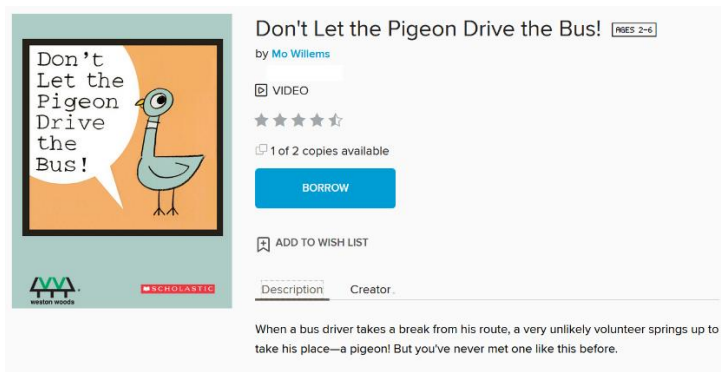 Don't
Let the
Pigeon
Drive
the
Bus!
weston woods
SCHOLASTIC
Don't Let the Pigeon Drive the Bus! AGES 2-6
by Mo Willems
VIDEO
1 of 2 copies available
BORROW
ADD TO WISH LIST
Description Creator
When a bus driver takes a break from his route, a very unlikely volunteer springs up to
take his place—a pigeon! But you've never met one like this before.